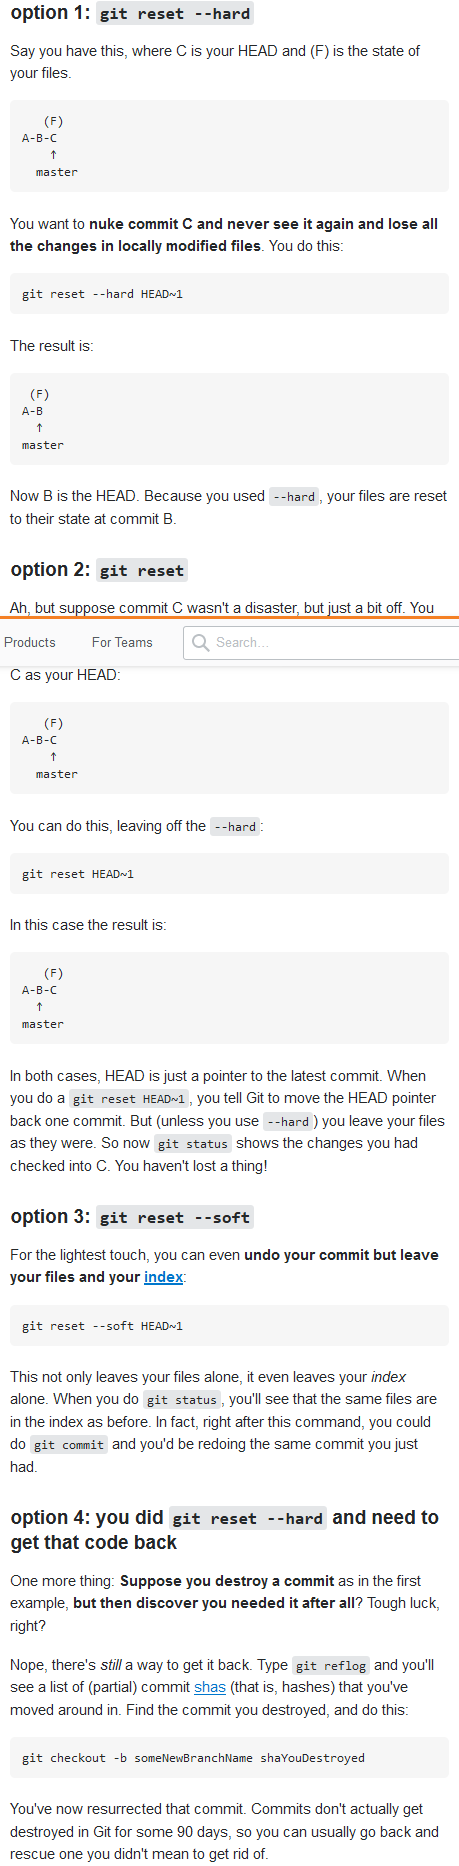 option 1: git reset --hard
Say you have this, where C is your HEAD and (F) is the state of
your files.
(F)
A-B-C
↑
master
You want to nuke commit C and never see it again and lose all
the changes in locally modified files. You do this:
git reset --hard HEAD~1
The result is:
(F)
A-B
↑
master
Now B is the HEAD. Because you used --hard, your files are reset
to their state at commit B.
option 2: git reset
Ah, but suppose commit C wasn't a disaster, but just a bit off. You
Products For Teams Search...
C as your HEAD:
(F)
A-B-C
↑
master
You can do this, leaving off the --hard:
git reset HEAD~1
In this case the result is:
(F)
A-B-C
↑
master
In both cases, HEAD is just a pointer to the latest commit. When
you do a git reset HEAD~1, you tell Git to move the HEAD pointer
back one commit. But (unless you use --hard) you leave your files
as they were. So now git status shows the changes you had
checked into C. You haven't lost a thing!
option 3: git reset --soft
For the lightest touch, you can even undo your commit but leave
your files and your index:
git reset --soft HEAD~1
This not only leaves your files alone, it even leaves your index
alone. When you do git status, you'll see that the same files are
in the index as before. In fact, right after this command, you could
do git commit and you'd be redoing the same commit you just
had.
option 4: you did git reset --hard and need to
get that code back
One more thing: Suppose you destroy a commit as in the first
example, but then discover you needed it after all? Tough luck,
right?
Nope, there's still a way to get it back. Type git reflog and you'll
see a list of (partial) commit shas (that is, hashes) that you've
moved around in. Find the commit you destroyed, and do this:
git checkout -b someNewBranchName shaYouDestroyed
You've now resurrected that commit. Commits don't actually get
destroyed in Git for some 90 days, so you can usually go back and
rescue one you didn't mean to get rid of.